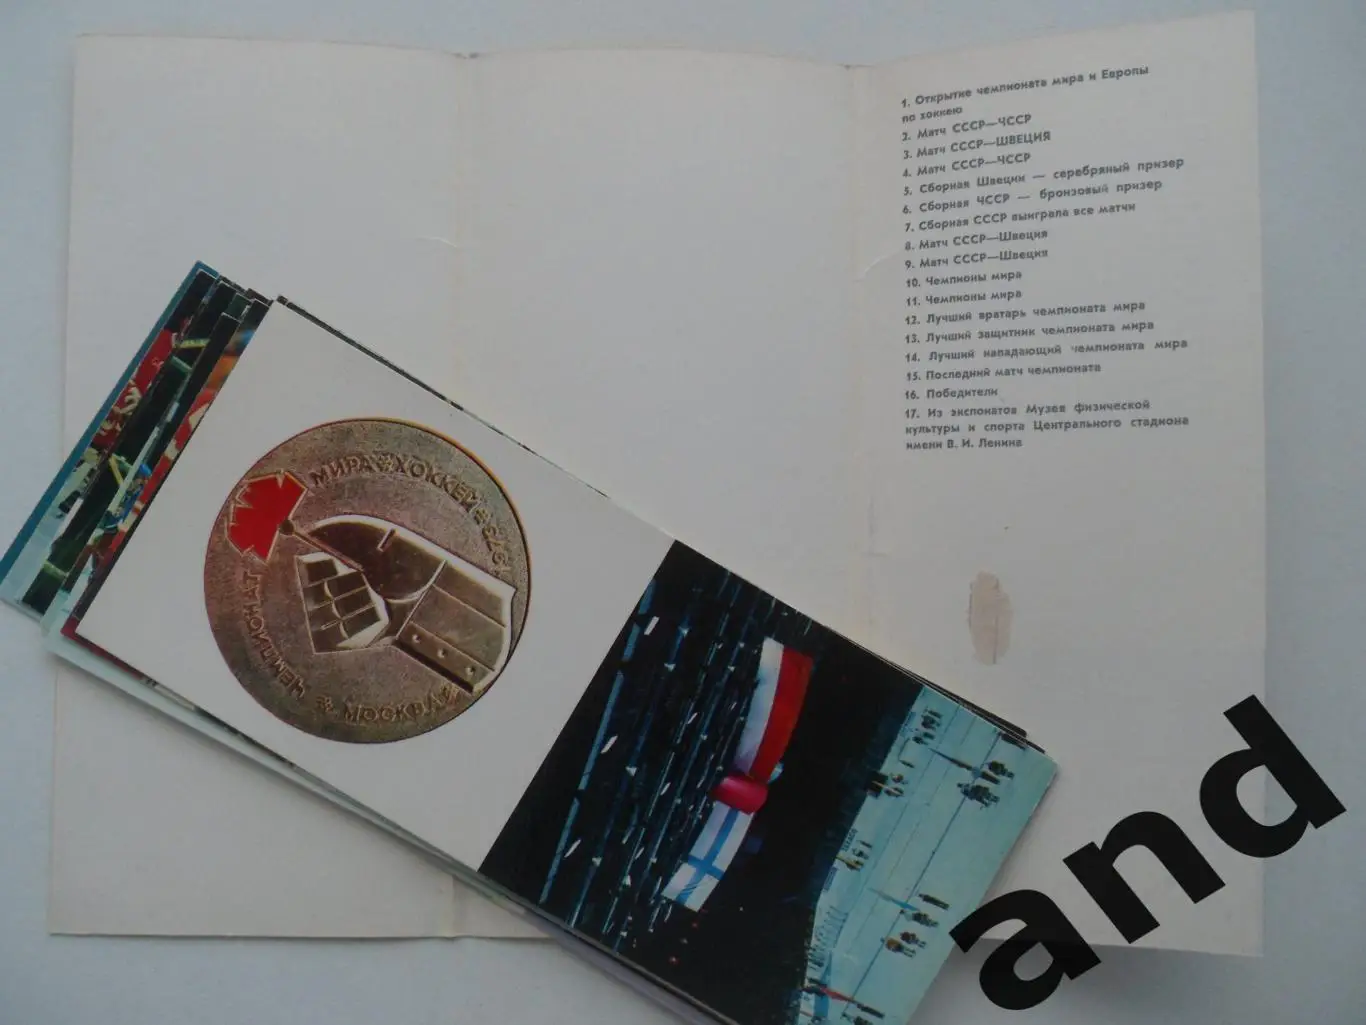 1. Открытие чемпионата мира и Европы
по хоккею
2. Матч СССР—ЧССР
3. Матч СССР—ШВЕЦИЯ
4. Матч СССР—ЧССР
5. Сборная Швеции — серебряный призер
6. Сборная ЧССР — бронзовый призер
7. Сборная СССР выиграла все матчи
8. Матч СССР—Швеция
9. Матч СССР—Швеция
10. Чемпионы мира
11. Чемпионы мира
12. Лучший вратарь чемпионата мира
13. Лучший защитник чемпионата мира
14. Лучший нападающий чемпионата мира
15. Последний матч чемпионата
16. Победители
17. Из экспонатов Музея физической
культуры и спорта Центрального стадиона
имени В. И. Ленина
ЧЕМПИОНАТ МИРА ХОККЕЙ 73
МОСКВА
and